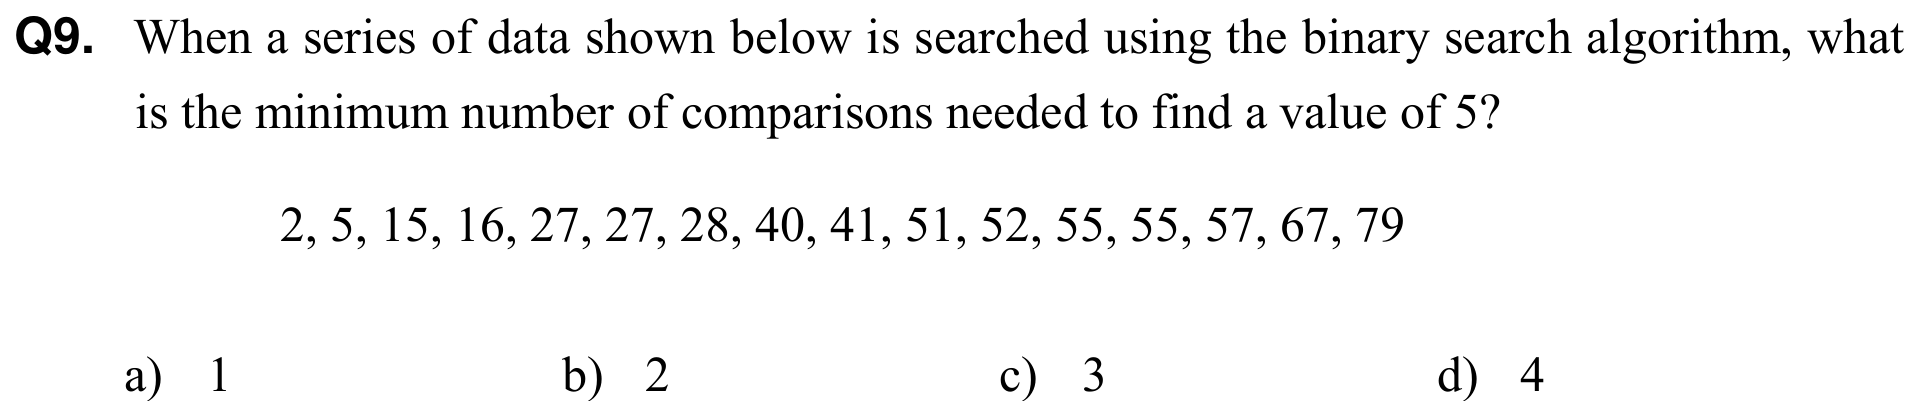 Q9. When a series of data shown below is searched using the binary search algorithm, what
is the minimum number of comparisons needed to find a value of 5?
2, 5, 15, 16, 27, 27, 28, 40, 41, 51, 52, 55, 55, 57, 67, 79
a) 1 b) 2 c) 3 d) 4